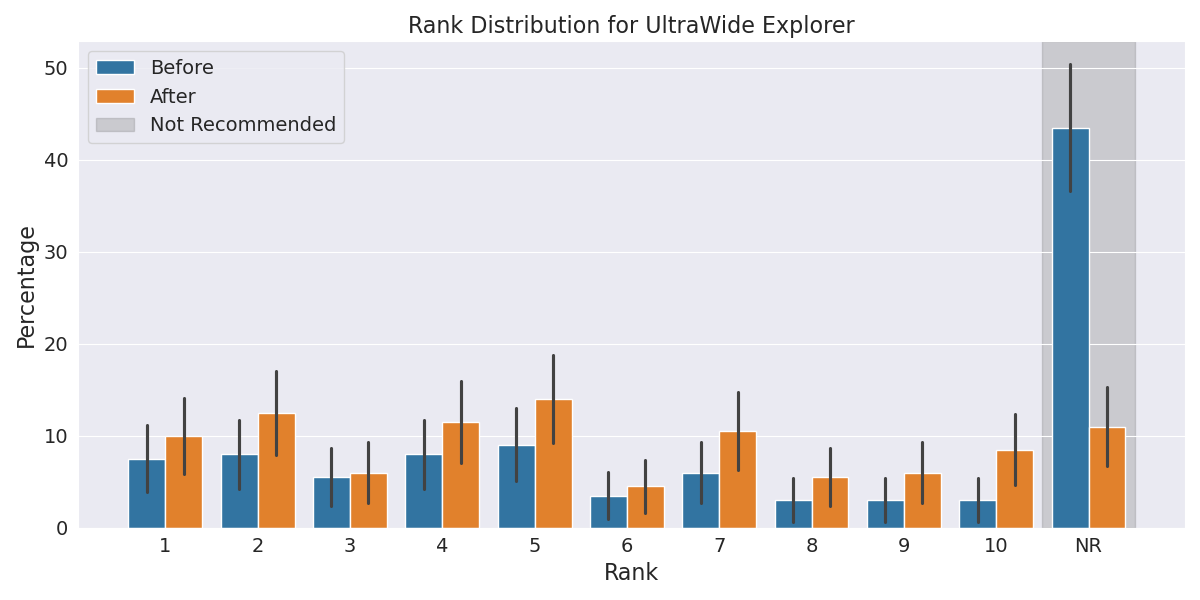 Rank Distribution for UltraWide Explorer
Before
After
Not Recommended
Percentage
50
40
30
20
10
0
1 2 3 4 5 6 7 8 9 10 NR
Rank